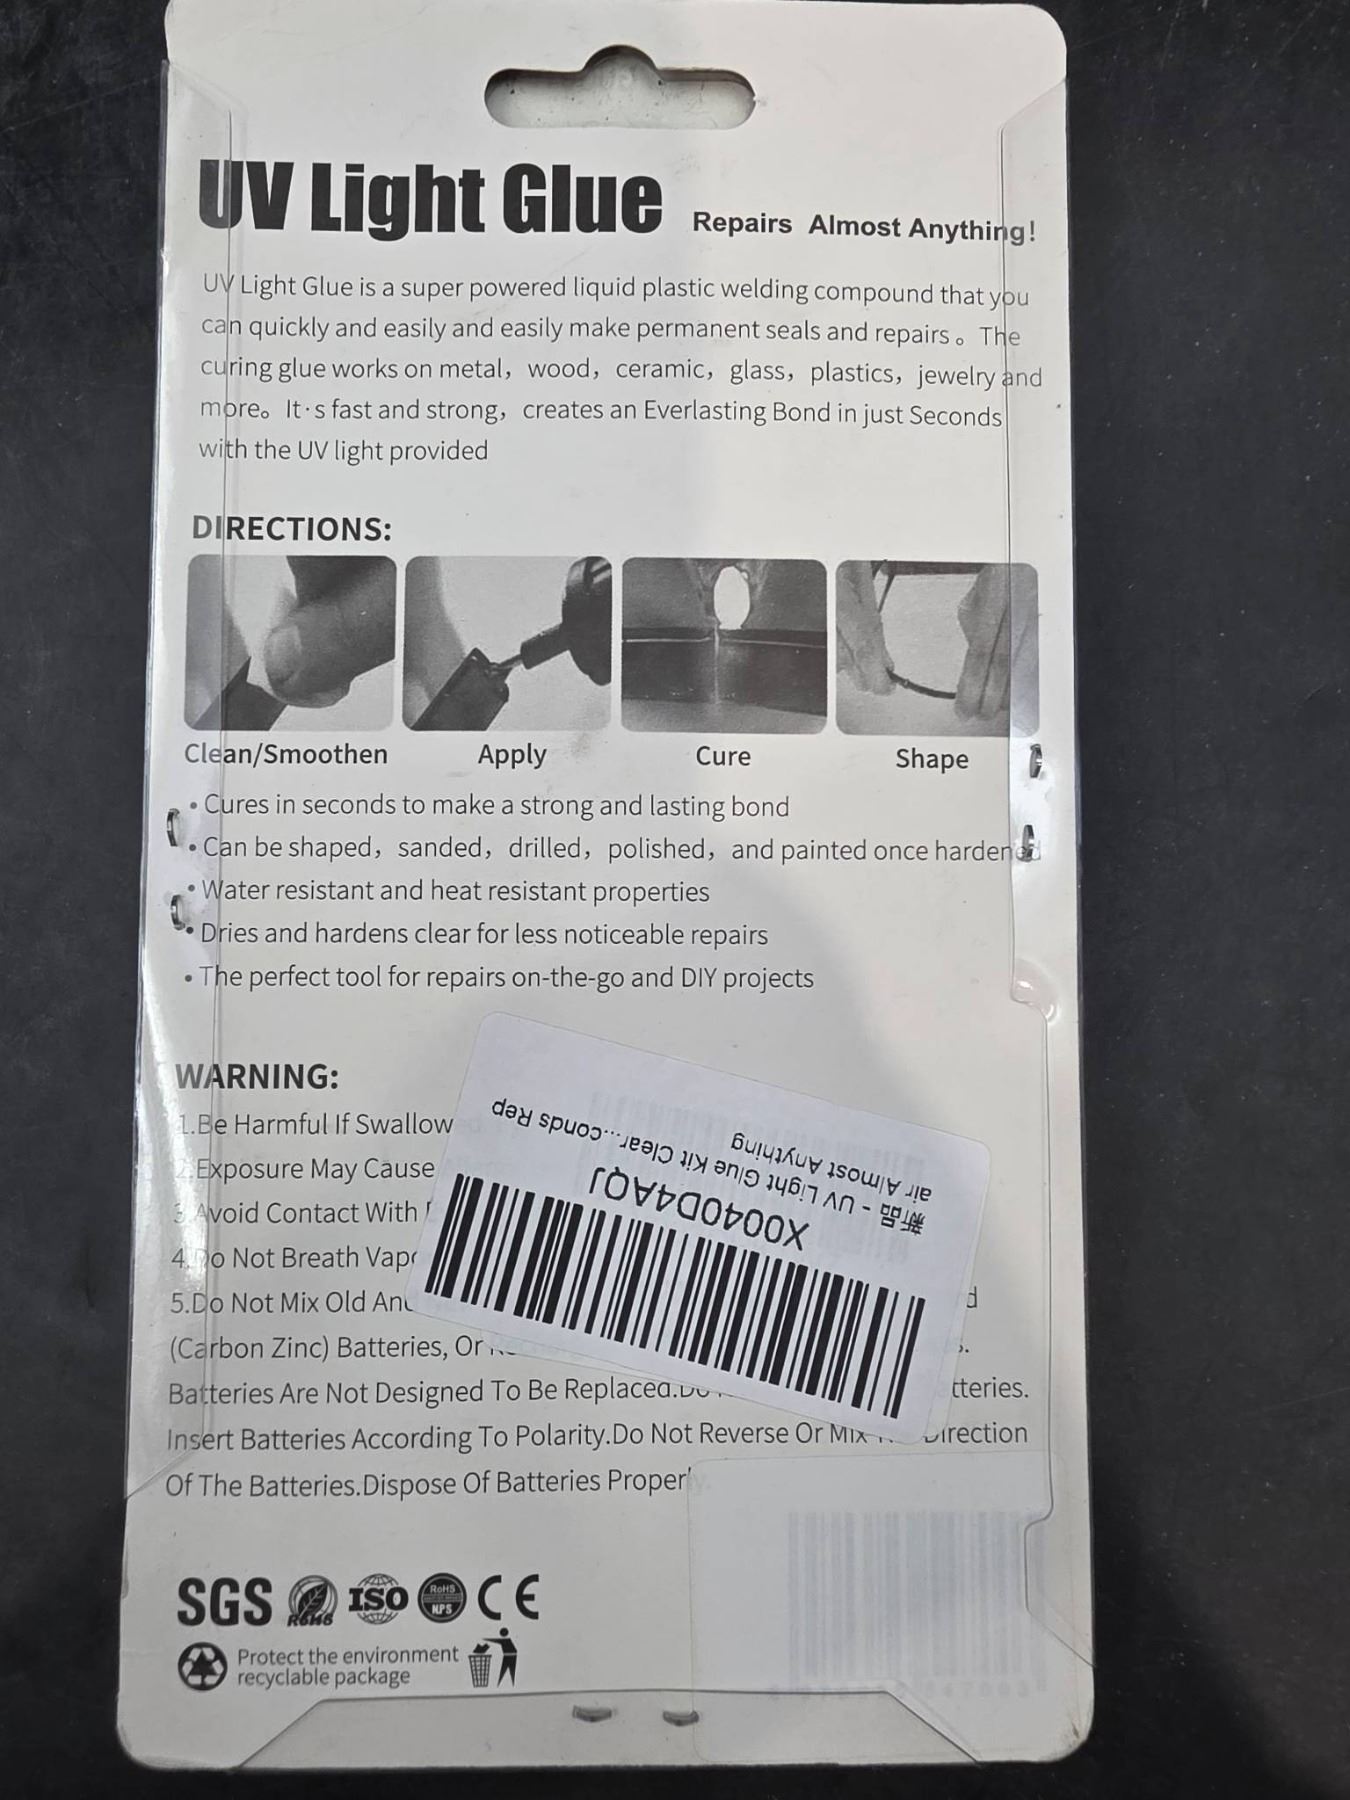 UV Light Glue Repairs Almost Anything!
UV Light Glue is a super powered liquid plastic welding compound that you
can quickly and easily and easily make permanent seals and repairs。 The
curing glue works on metal，wood，ceramic，glass，plastics，jewelry and
more。 It·s fast and strong，creates an Everlasting Bond in just Seconds
with the UV light provided
DIRECTIONS:
Clean/Smoothen Apply Cure Shape
• Cures in seconds to make a strong and lasting bond
• Can be shaped，sanded，drilled，polished，and painted once hardened
• Water resistant and heat resistant properties
• Dries and hardens clear for less noticeable repairs
• The perfect tool for repairs on-the-go and DIY projects
WARNING:
1.Be Harmful If Swallow
2.Exposure May Cause
3.Avoid Contact With
4.Do Not Breath
5.Do Not Mix Old
(Carbon Zinc) Batteries, Or
Batteries Are Not Designed To Be Replaced. tteries.
Insert Batteries According To Polarity.Do Not Reverse Or Mix Direction
Of The Batteries.Dispose Of Batteries Properly.
X0040D4AQJ
新品 - UV Light Glue Kit Clear...conds Rep
air Almost Anything
SGS RoHS ISO RoHS NPS CE
Protect the environment
recyclable package